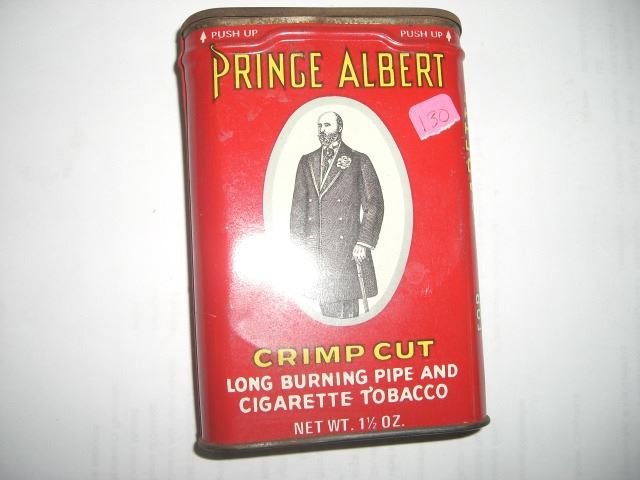 PUSH UP PUSH UP
PRINCE ALBERT
130
CRIMP CUT
LONG BURNING PIPE AND
CIGARETTE TOBACCO
NET WT. 1½ OZ.
FOR